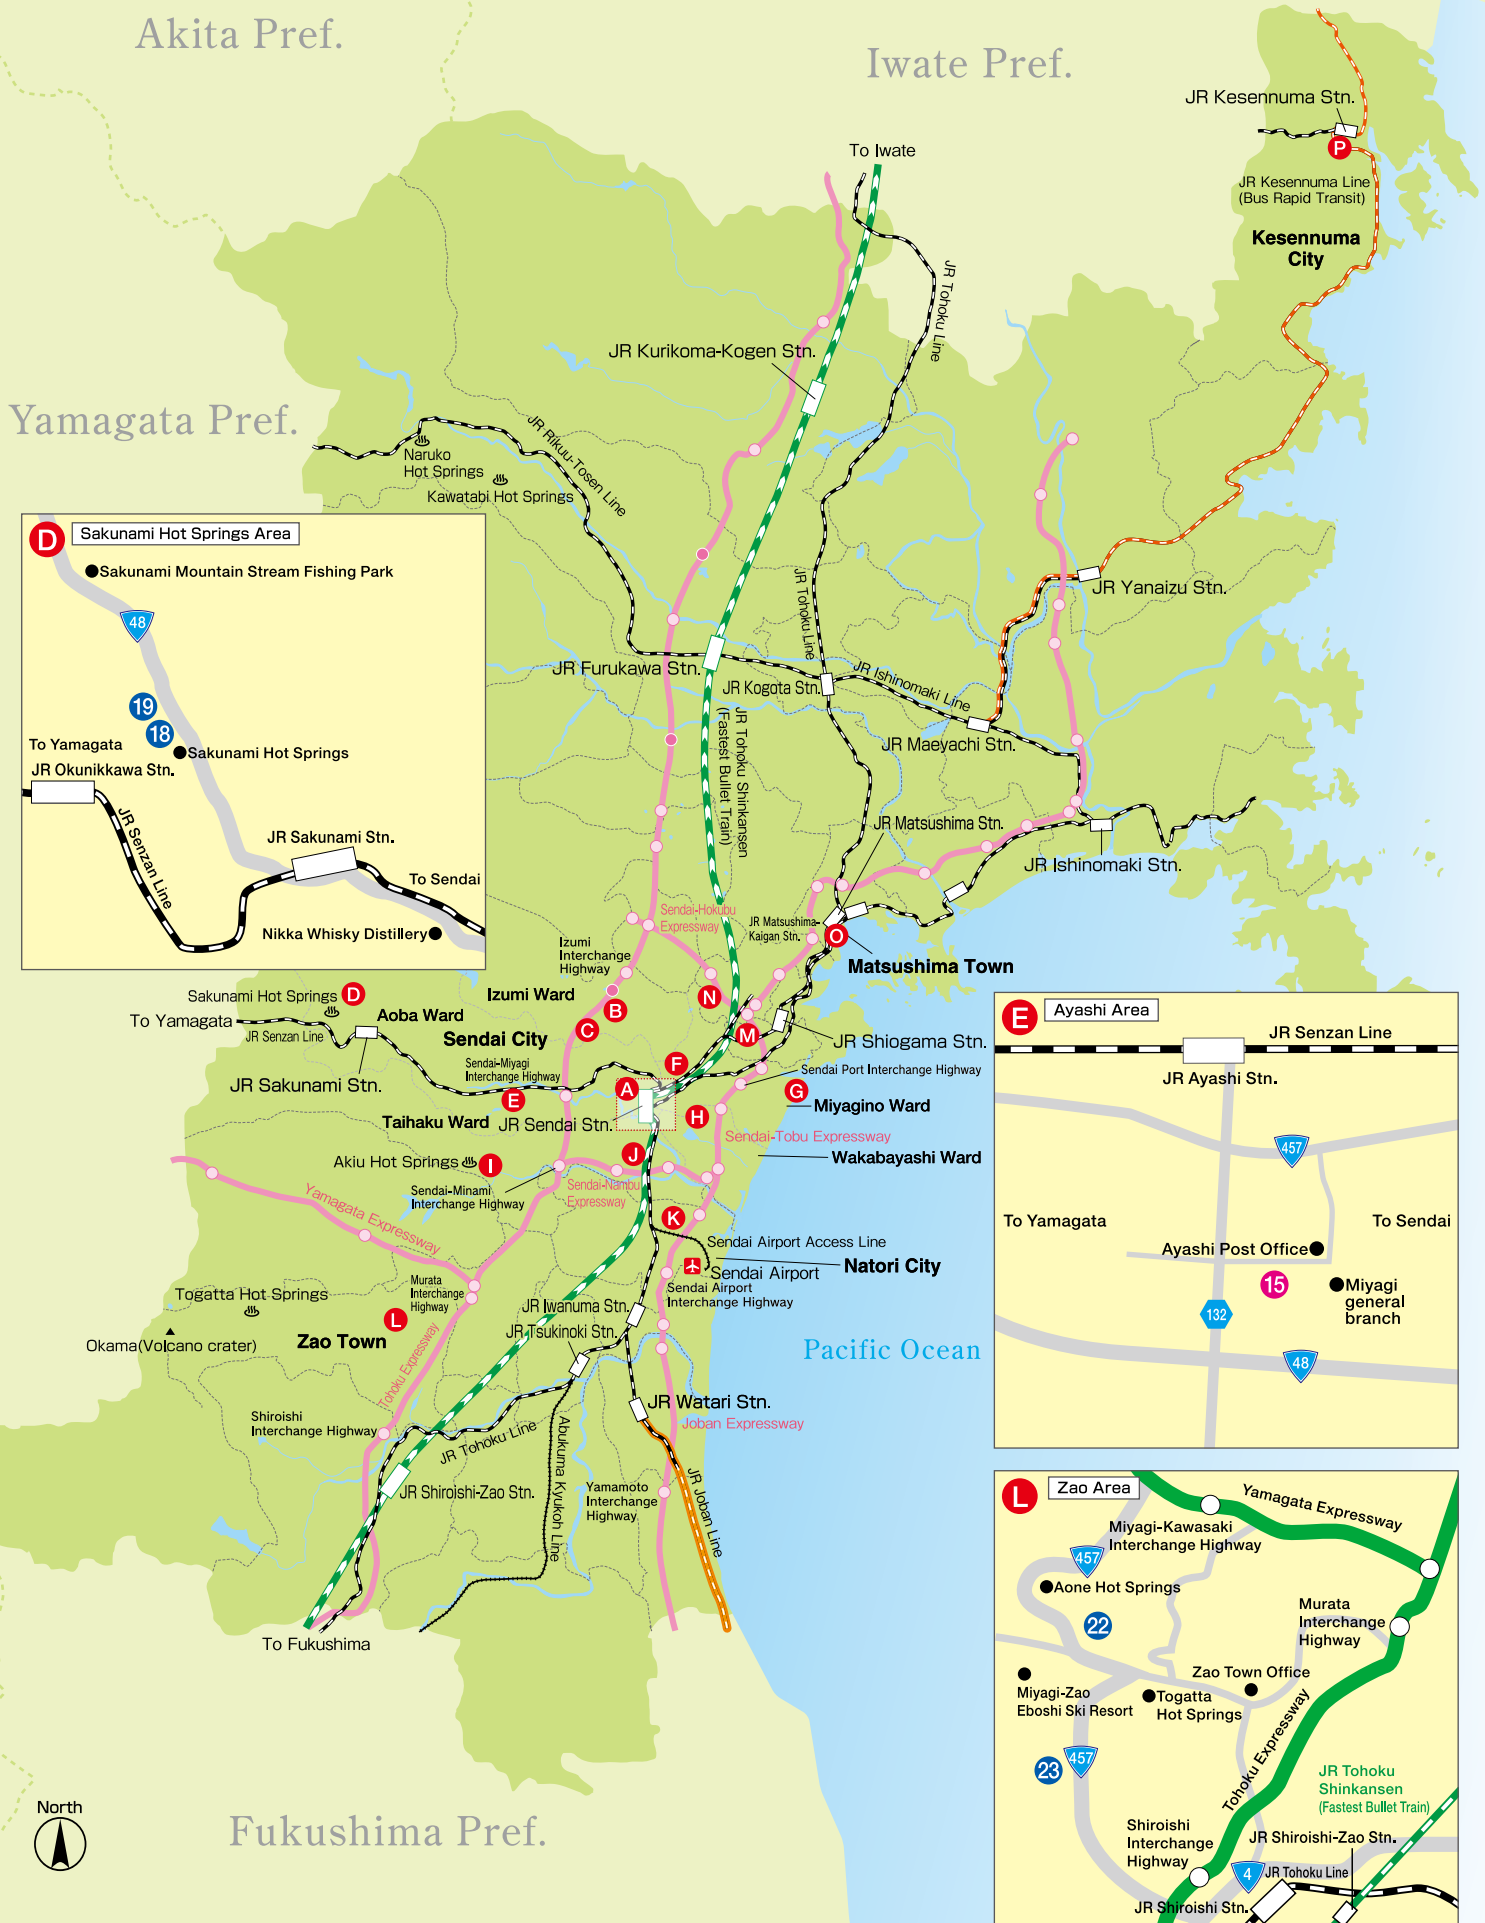 Akita Pref.
Iwate Pref.
JR Kesennuma Stn.
P
JR Kesennuma Line
(Bus Rapid Transit)
Kesennuma
City
To Iwate
JR Tohoku Line
JR Kurikoma-Kogen Stn.
Yamagata Pref.
JR Rikuu-Tosen Line
Naruko
Hot Springs
Kawatabi Hot Springs
D
Sakunami Hot Springs Area
Sakunami Mountain Stream Fishing Park
48
19
18
Sakunami Hot Springs
To Yamagata
JR Okunikkawa Stn.
JR Senzan Line
JR Sakunami Stn.
To Sendai
Nikka Whisky Distillery
JR Tohoku Line
JR Yanaizu Stn.
JR Furukawa Stn.
JR Kogota Stn.
JR Ishinomaki Line
JR Maeyachi Stn.
JR Tohoku Shinkansen
(Fastest Bullet Train)
JR Matsushima Stn.
JR Ishinomaki Stn.
Sendai-Hokubu
Expressway
JR Matsushima-
Kaigan Stn.
O
Matsushima Town
Izumi
Interchange
Highway
Izumi Ward
N
B
C
M
Sakunami Hot Springs
D
To Yamagata
JR Senzan Line
Aoba Ward
Sendai City
JR Shiogama Stn.
Sendai-Miyagi
Interchange Highway
F
Sendai Port Interchange Highway
JR Sakunami Stn.
A
E
G
Miyagino Ward
Taihaku Ward
JR Sendai Stn.
H
Sendai-Tobu Expressway
Wakabayashi Ward
Akiu Hot Springs
I
J
Sendai-Minami
Interchange Highway
Sendai-Nambu
Expressway
Yamagata Expressway
K
Sendai Airport Access Line
Natori City
Sendai Airport
Sendai Airport
Interchange Highway
Togatta Hot Springs
Murata
Interchange
Highway
L
JR Iwanuma Stn.
JR Tsukinoki Stn.
Okama(Volcano crater)
Zao Town
Pacific Ocean
Tohoku Expressway
JR Watari Stn.
Joban Expressway
Shiroishi
Interchange Highway
JR Tohoku Line
Abukuma Kyukoh Line
JR Shiroishi-Zao Stn.
Yamamoto
Interchange
Highway
JR Joban Line
To Fukushima
North
Fukushima Pref.
E
Ayashi Area
JR Senzan Line
JR Ayashi Stn.
457
To Yamagata
To Sendai
Ayashi Post Office
15
Miyagi
general
branch
132
48
L
Zao Area
Yamagata Expressway
Miyagi-Kawasaki
Interchange Highway
457
Aone Hot Springs
22
Murata
Interchange
Highway
Zao Town Office
Miyagi-Zao
Eboshi Ski Resort
Togatta
Hot Springs
Tohoku Expressway
457
23
JR Tohoku
Shinkansen
(Fastest Bullet Train)
Shiroishi
Interchange
Highway
JR Shiroishi-Zao Stn.
4
JR Tohoku Line
JR Shiroishi Stn.